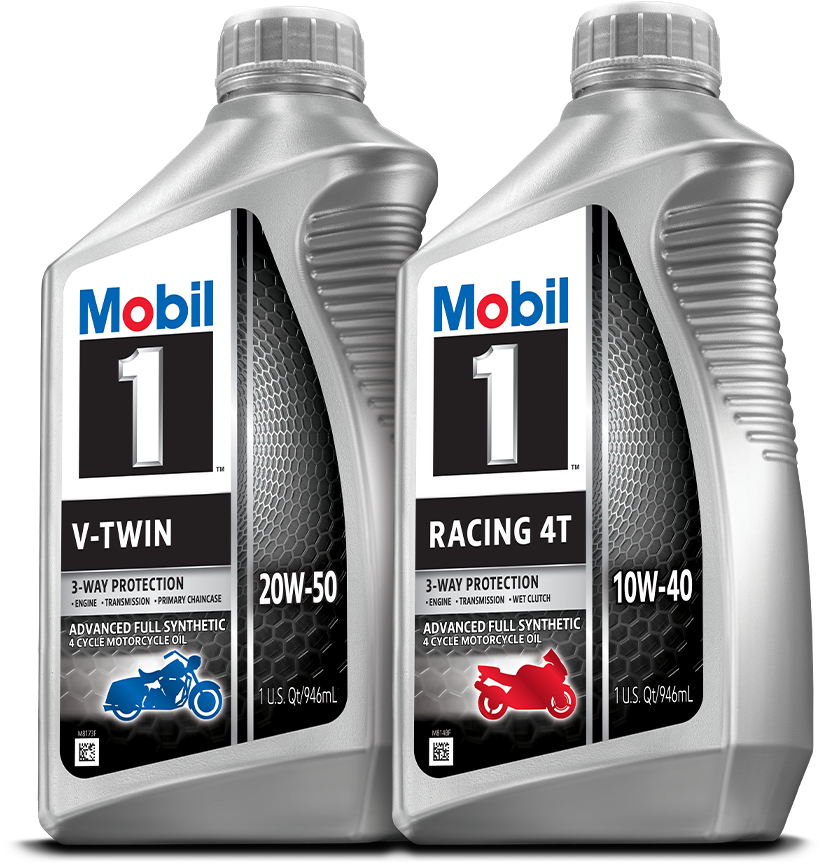 Mobil
1
™
V-TWIN
3-WAY PROTECTION
• ENGINE • TRANSMISSION • PRIMARY CHAINCASE
ADVANCED FULL SYNTHETIC
4 CYCLE MOTORCYCLE OIL
20W-50
1 U.S. Qt/946mL
M8173F
Mobil
1
™
RACING 4T
3-WAY PROTECTION
• ENGINE • TRANSMISSION • WET CLUTCH
ADVANCED FULL SYNTHETIC
4 CYCLE MOTORCYCLE OIL
10W-40
1 U.S. Qt/946mL